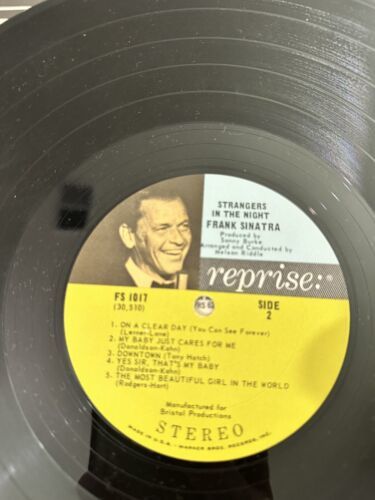 STRANGERS
IN THE NIGHT
FRANK SINATRA
Produced by
Sonny Burke
Arranged and Conducted by
Nelson Riddle
reprise:®
FS 1017
(30,510)
SIDE
2
1. ON A CLEAR DAY (You Can See Forever)
(Lerner-Lane)
2. MY BABY JUST CARES FOR ME
(Donaldson-Kahn)
3. DOWNTOWN (Tony Hatch)
4. YES SIR, THAT'S MY BABY
(Donaldson-Kahn)
5. THE MOST BEAUTIFUL GIRL IN THE WORLD
(Rodgers-Hart)
Manufactured for
Bristol Productions
STEREO
MADE IN U.S.A. - WARNER BROS. RECORDS, INC.